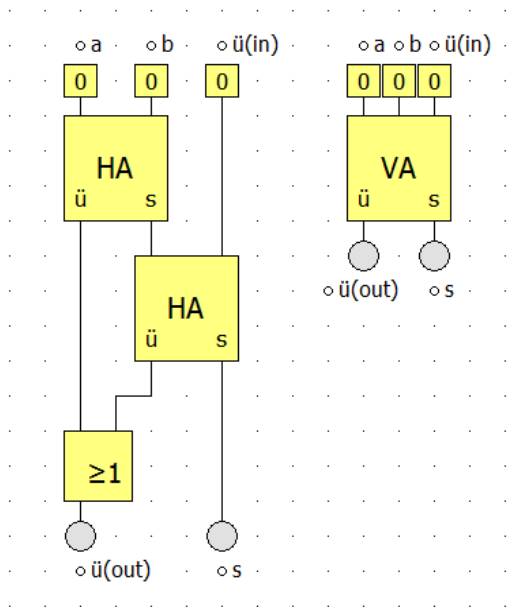 a b ü(in) a b ü(in)
0 0 0 0 0 0
HA VA
ü s ü s
HA ü(out) s
ü s
≥1
ü(out) s